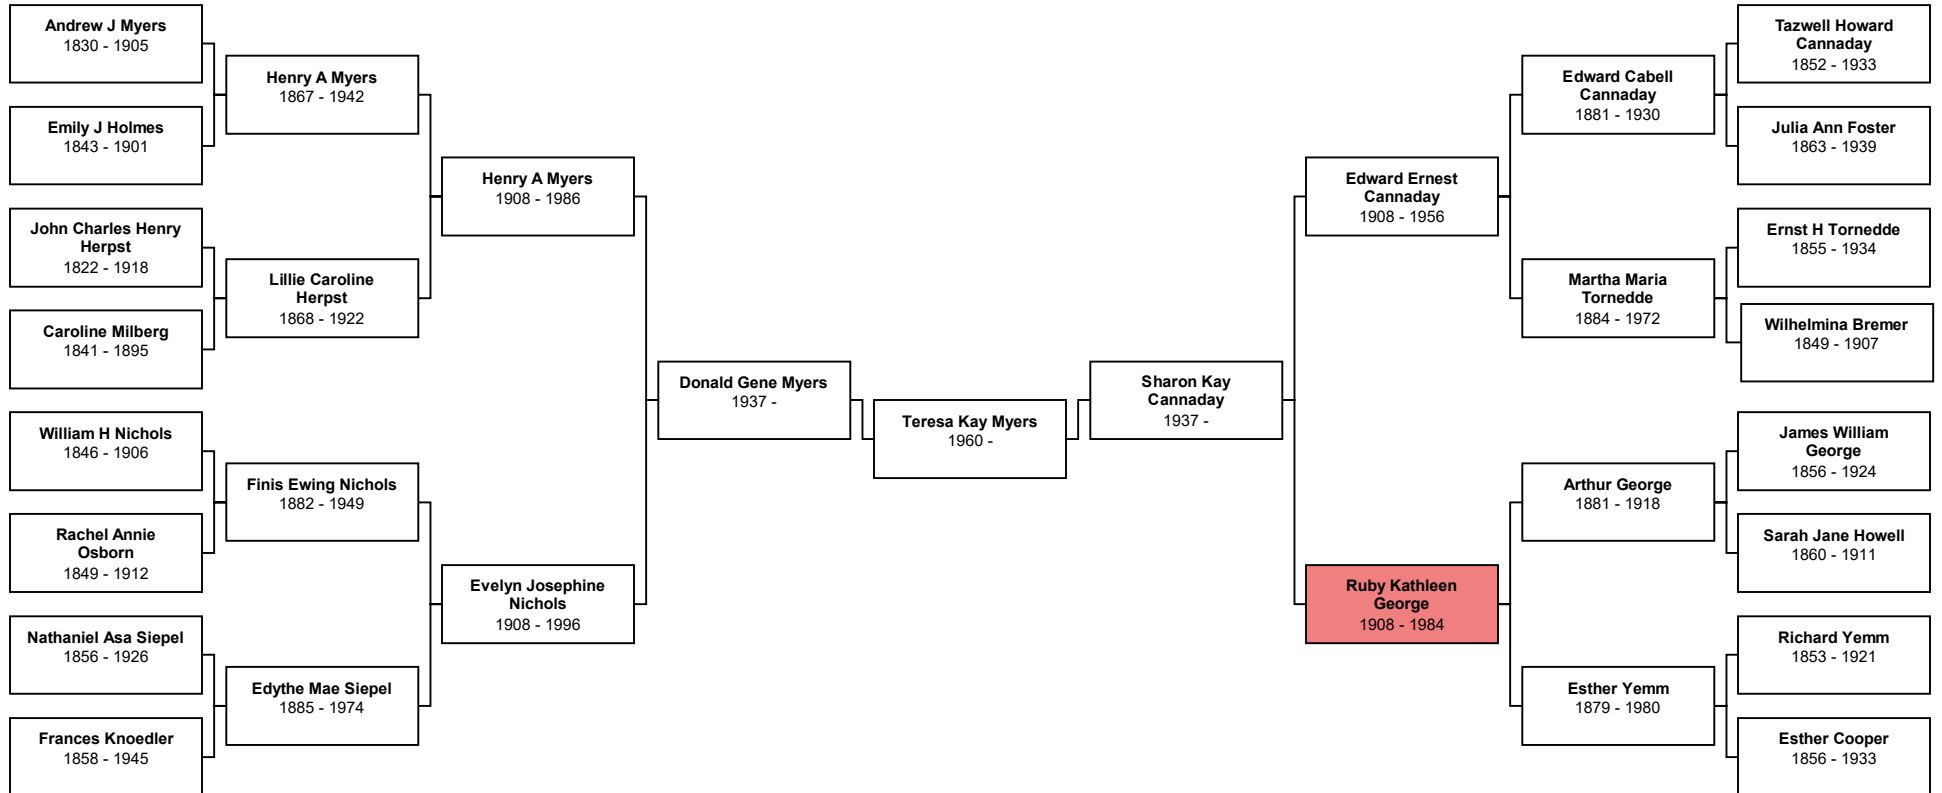 Andrew J Myers
1830 - 1905
Emily J Holmes
1843 - 1901
John Charles Henry
Herpst
1822 - 1918
Caroline Milberg
1841 - 1895
William H Nichols
1846 - 1906
Rachel Annie
Osborn
1849 - 1912
Nathaniel Asa Siepel
1856 - 1926
Frances Knoedler
1858 - 1945
Henry A Myers
1867 - 1942
Lillie Caroline
Herpst
1868 - 1922
Finis Ewing Nichols
1882 - 1949
Edythe Mae Siepel
1885 - 1974
Henry A Myers
1908 - 1986
Evelyn Josephine
Nichols
1908 - 1996
Donald Gene Myers
1937 -
Teresa Kay Myers
1960 -
Sharon Kay
Cannaday
1937 -
Edward Ernest
Cannaday
1908 - 1956
Ruby Kathleen
George
1908 - 1984
Edward Cabell
Cannaday
1881 - 1930
Martha Maria
Tornedde
1884 - 1972
Arthur George
1881 - 1918
Esther Yemm
1879 - 1980
Tazwell Howard
Cannaday
1852 - 1933
Julia Ann Foster
1863 - 1939
Ernst H Tornedde
1855 - 1934
Wilhelmina Bremer
1849 - 1907
James William
George
1856 - 1924
Sarah Jane Howell
1860 - 1911
Richard Yemm
1853 - 1921
Esther Cooper
1856 - 1933